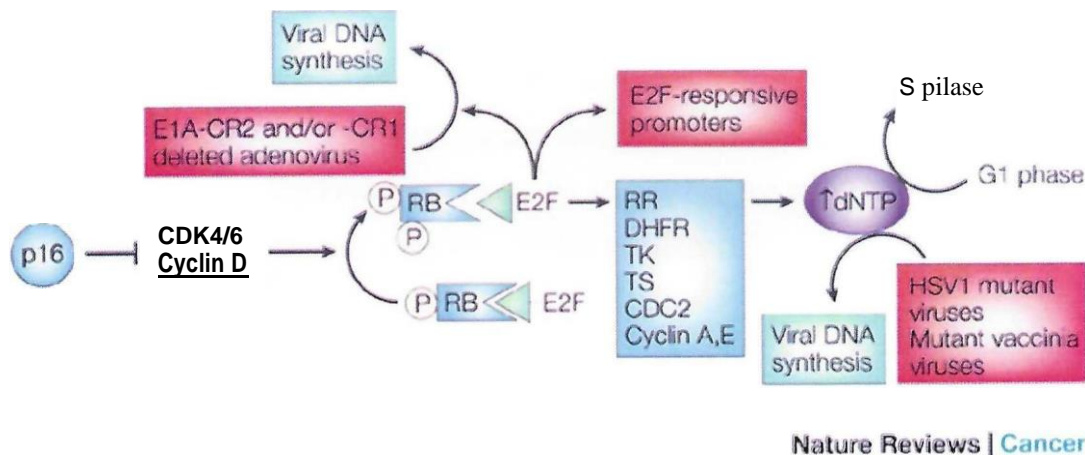 Viral DNA
synthesis
E1A-CR2 and/or -CR1
deleted adenovirus
E2F-responsive
promoters
S pilase
G1 phase
↑dNTP
P
RB
E2F
P
RR
DHFR
TK
TS
CDC2
Cyclin A,E
p16
CDK4/6
Cyclin D
P
RB
E2F
Viral DNA
synthesis
HSV1 mutant
viruses
Mutant vaccinia
viruses
Nature Reviews | Cancer